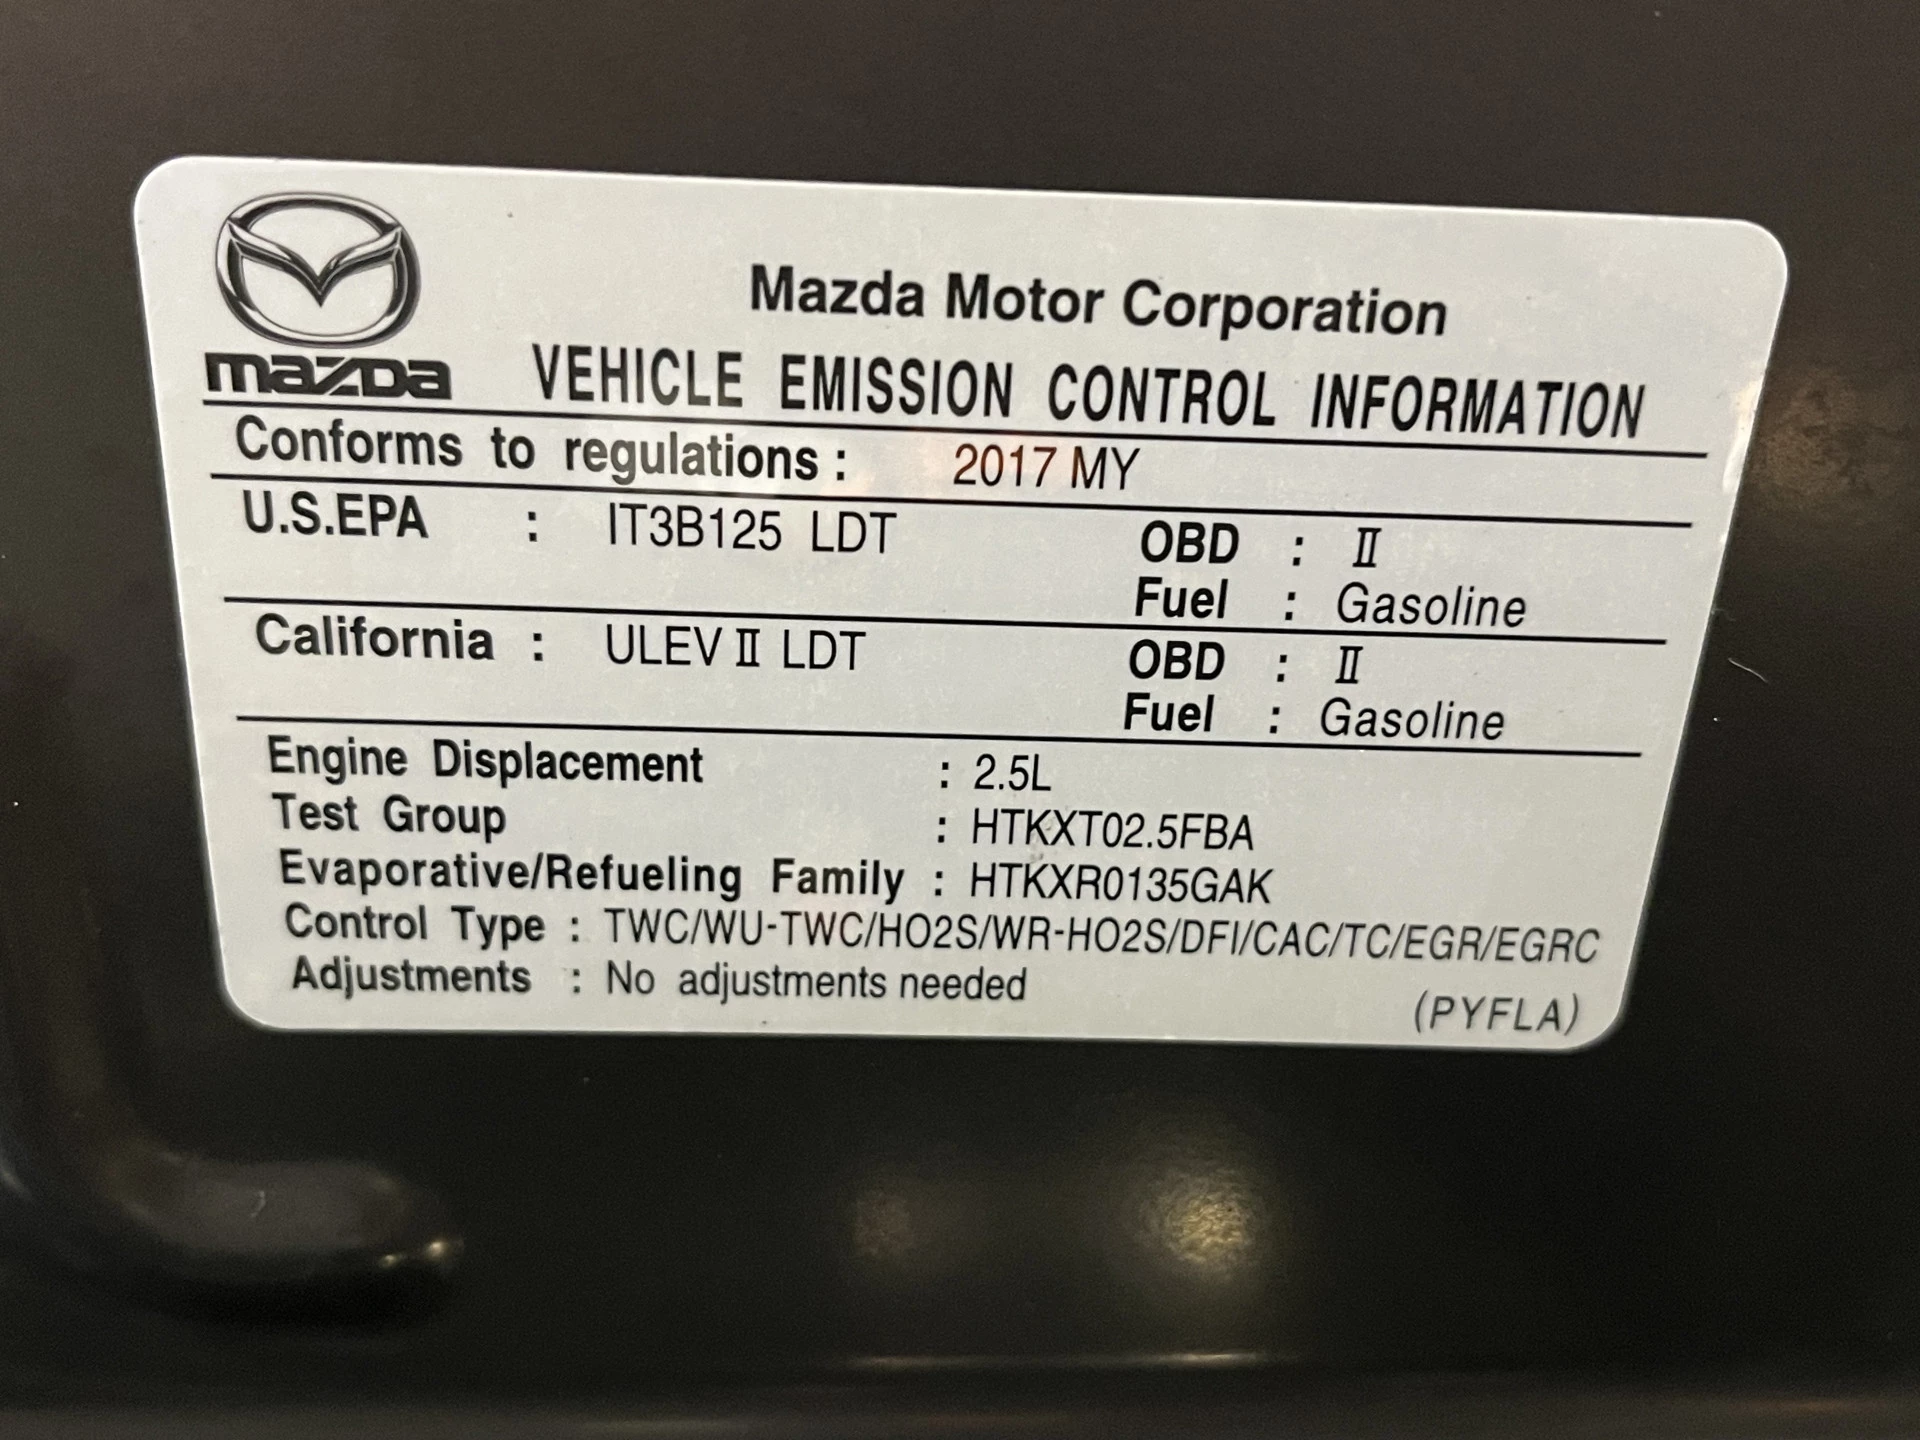 Mazda Motor Corporation
mazda VEHICLE EMISSION CONTROL INFORMATION
Conforms to regulations : 2017 MY
U.S.EPA : IT3B125 LDT OBD : II
Fuel : Gasoline
California : ULEV II LDT OBD : II
Fuel : Gasoline
Engine Displacement : 2.5L
Test Group : HTKXT02.5FBA
Evaporative/Refueling Family : HTKXR0135GAK
Control Type : TWC/WU-TWC/HO2S/WR-HO2S/DFI/CAC/TC/EGR/EGRC
Adjustments : No adjustments needed
(PYFLA)